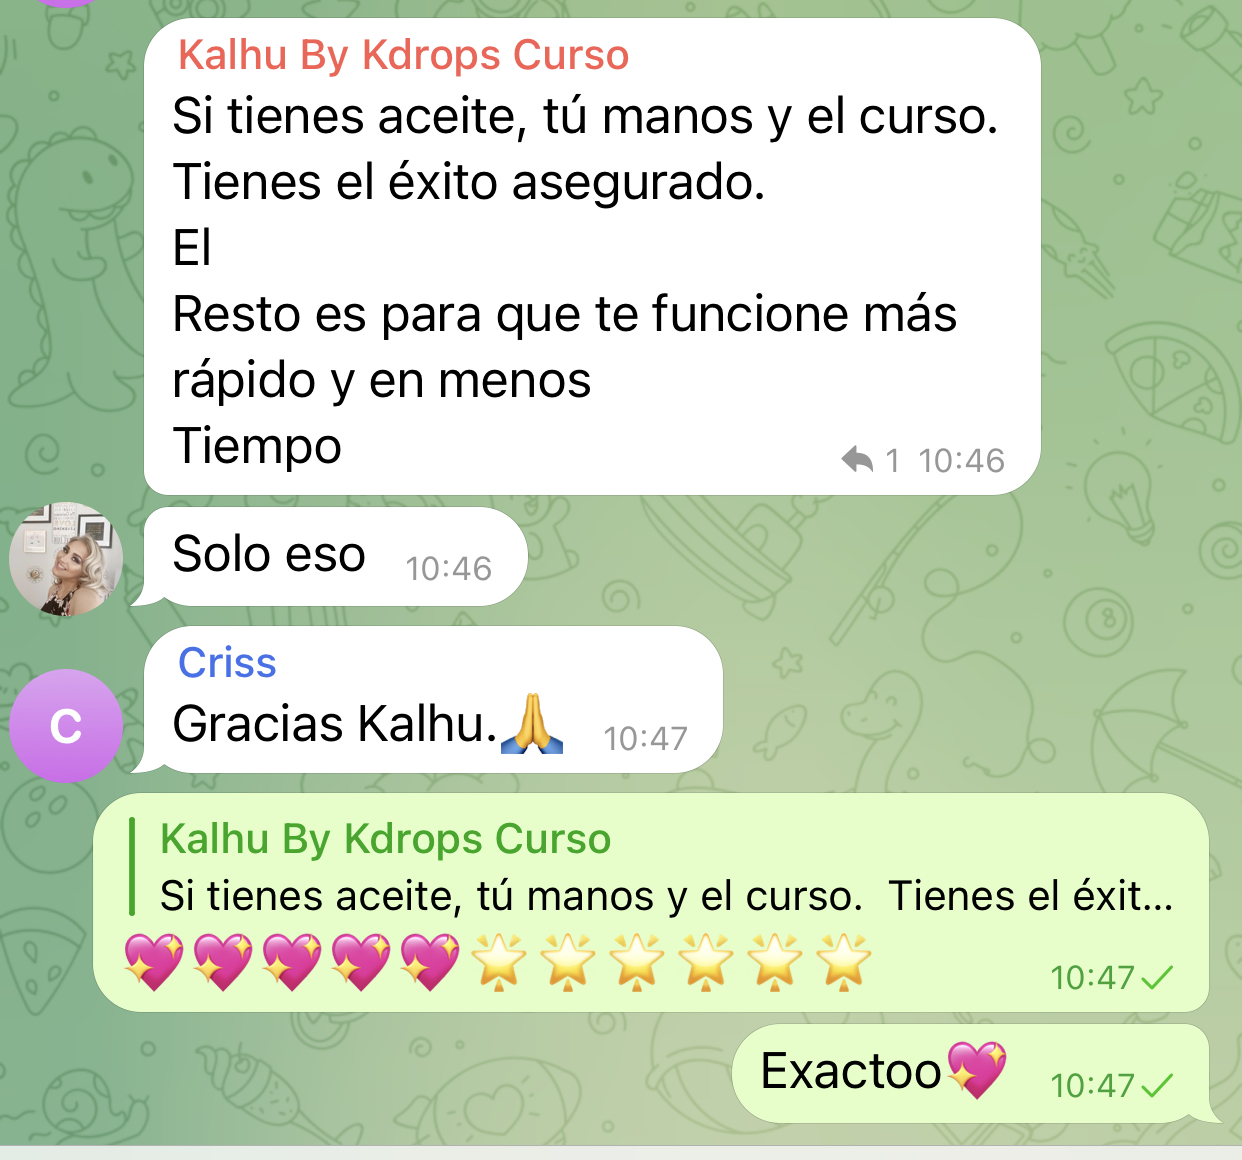 Kalhu By Kdrops Curso
Si tienes aceite, tú manos y el curso.
Tienes el éxito asegurado.
El
Resto es para que te funcione más
rápido y en menos
Tiempo
1 10:46
Solo eso 10:46
Criss
C
Gracias Kalhu.🙏 10:47
Kalhu By Kdrops Curso
Si tienes aceite, tú manos y el curso. Tienes el éxit...
💖💖💖💖💖🌟🌟🌟🌟🌟🌟 10:47
Exactoo💖 10:47